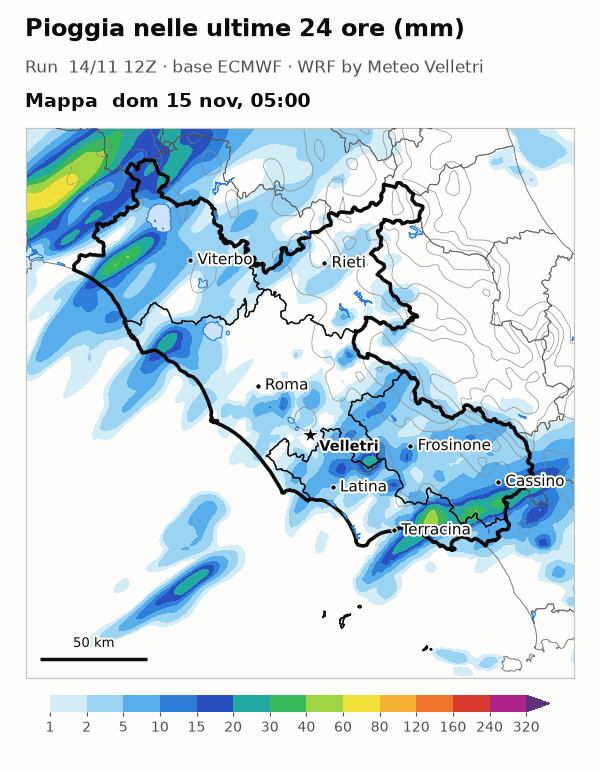 Pioggia nelle ultime 24 ore (mm)
Run  14/11 12Z · base ECMWF · WRF by Meteo Velletri
Mappa  dom 15 nov, 05:00
Viterbo
Rieti
Roma
Velletri
Frosinone
Latina
Cassino
Terracina
50 km
1 2 5 10 15 20 30 40 60 80 120 160 240 320